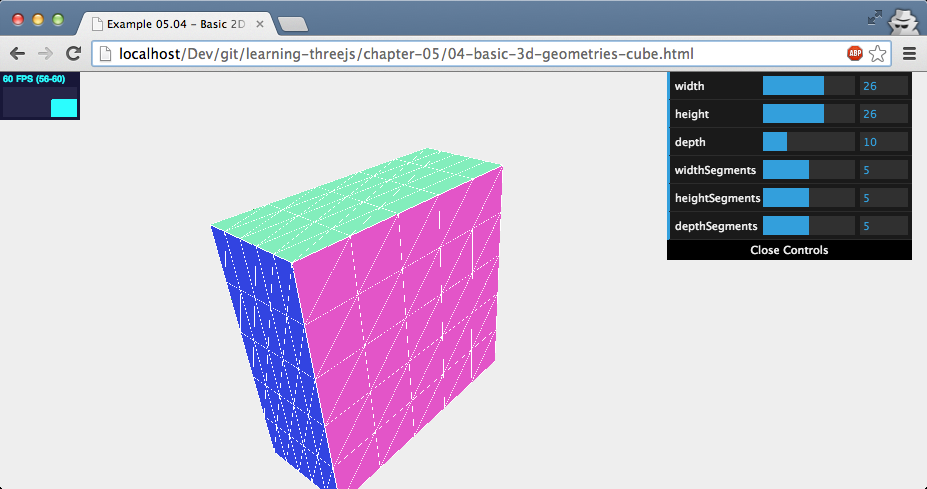 Example 05.04 – Basic 2D
localhost/Dev/git/learning-threejs/chapter-05/04-basic-3d-geometries-cube.html
ABP
60 FPS (56-60)
width 26
height 26
depth 10
widthSegments 5
heightSegments 5
depthSegments 5
Close Controls